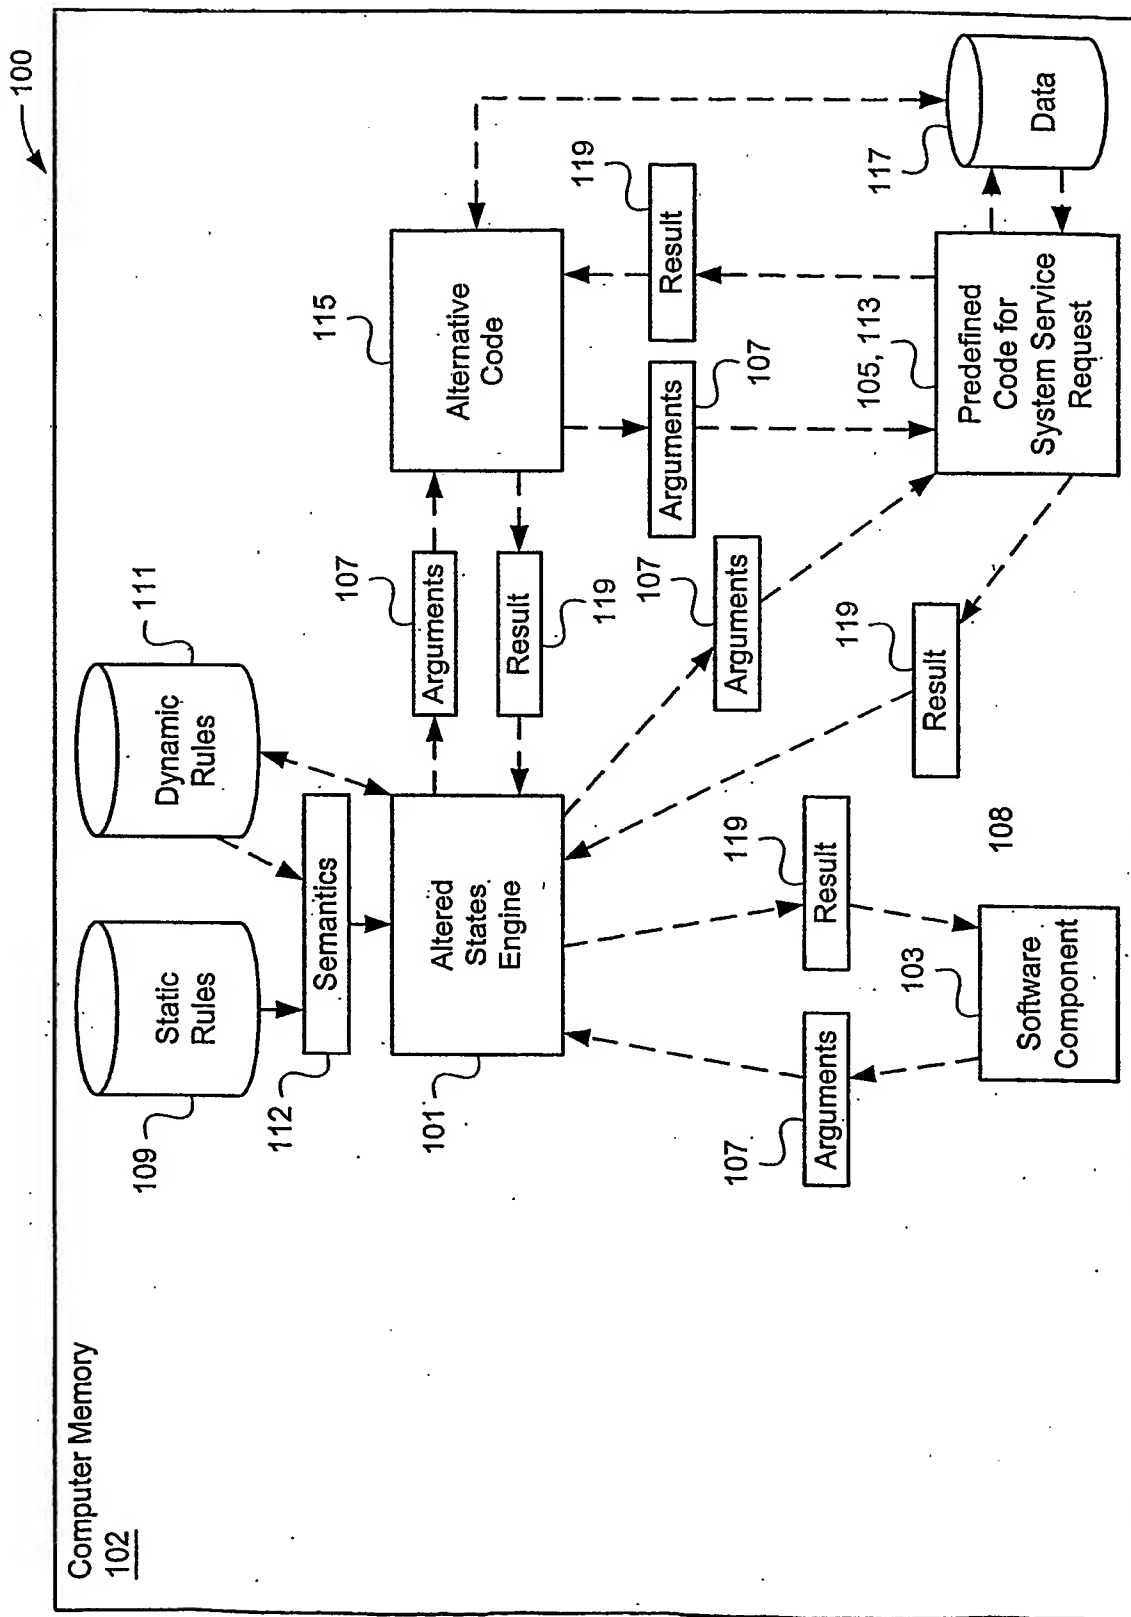 100
Computer Memory
102
109
Static
Rules
Dynamic
Rules
111
112
Semantics
101
Altered
States
Engine
107
Arguments
Result
119
115
Alternative
Code
107
Arguments
Result
119
Arguments
107
107
Arguments
Result
119
119
Result
103
Software
Component
108
105, 113
Predefined
Code for
System Service
Request
117
Data